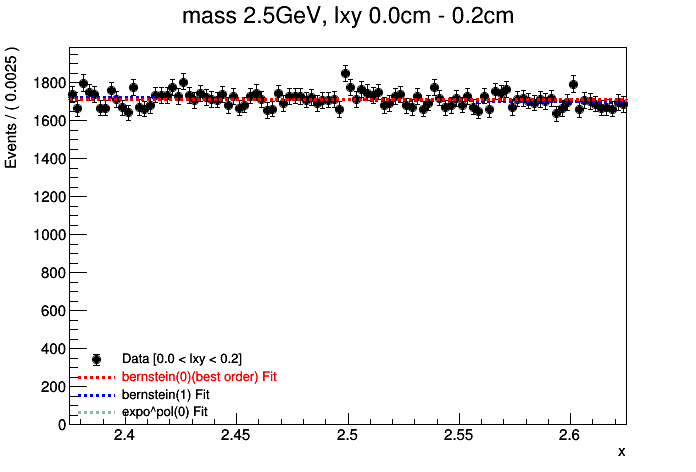 mass 2.5GeV, lxy 0.0cm - 0.2cm
Events / ( 0.0025 )
1800
1600
1400
1200
1000
800
600
400
200
0
Data [0.0 < lxy < 0.2]
bernstein(0)(best order) Fit
bernstein(1) Fit
expo^pol(0) Fit
2.4 2.45 2.5 2.55 2.6
x